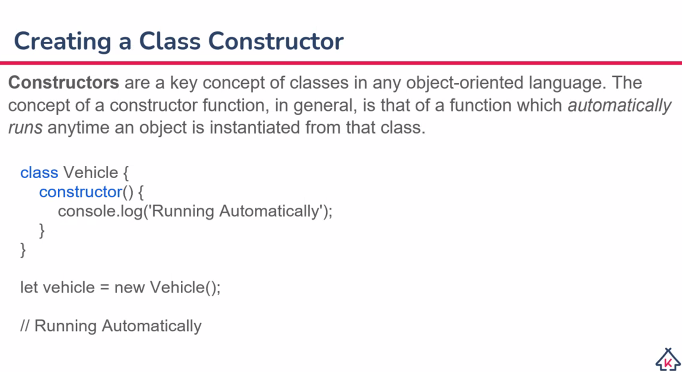 Creating a Class Constructor
Constructors are a key concept of classes in any object-oriented language. The
concept of a constructor function, in general, is that of a function which automatically
runs anytime an object is instantiated from that class.
class Vehicle {
constructor() {
console.log('Running Automatically');
}
}
let vehicle = new Vehicle();
// Running Automatically
K